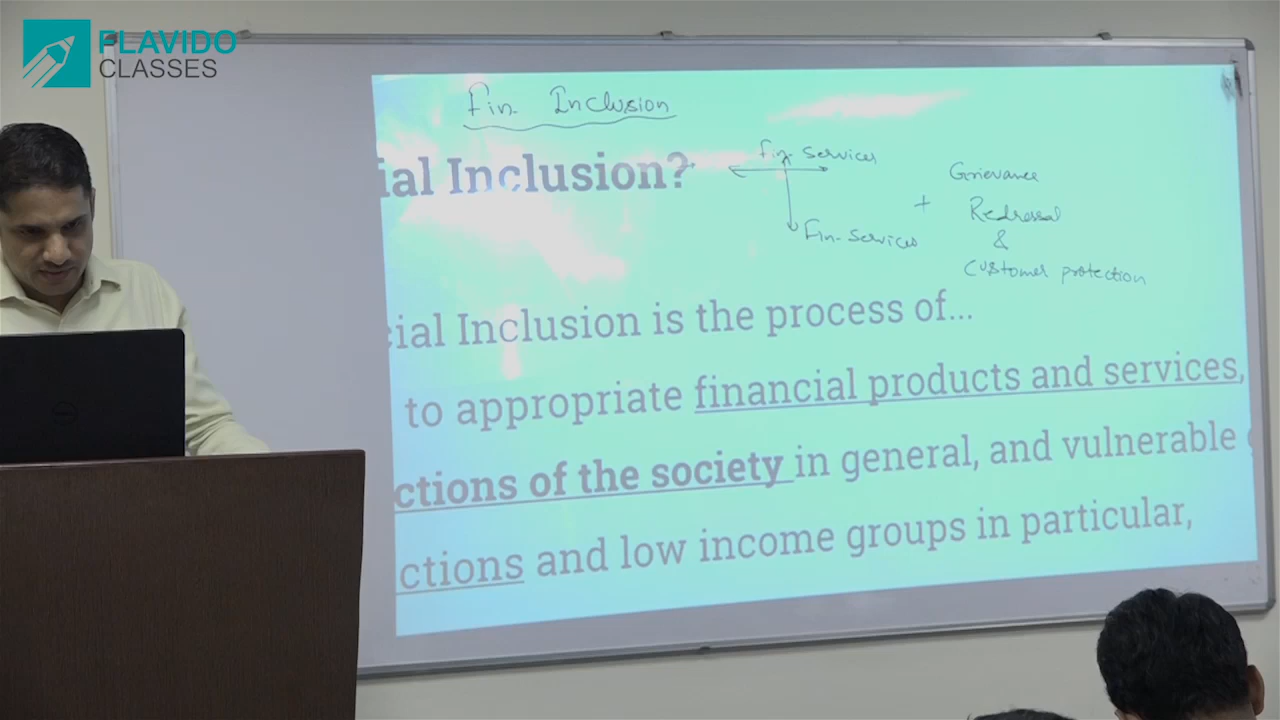 FLAVIDO
CLASSES
Fin. Inclusion
ial Inclusion?
Fin. Services
Fin. Services
+
Grievance
Redressal
&
Customer protection
cial Inclusion is the process of...
to appropriate financial products and services,
ctions of the society in general, and vulnerable
ctions and low income groups in particular,